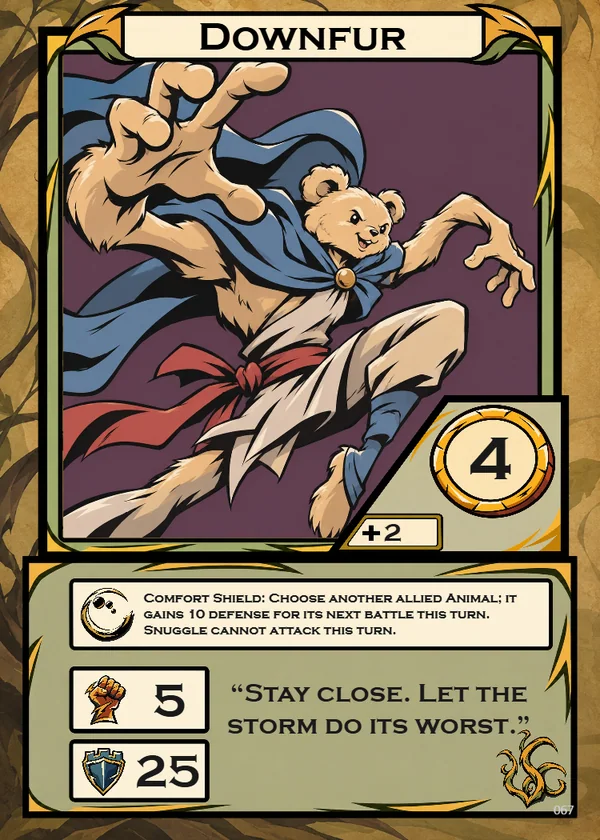 DOWNFUR
4
+2
COMFORT SHIELD: CHOOSE ANOTHER ALLIED ANIMAL; IT
GAINS 10 DEFENSE FOR ITS NEXT BATTLE THIS TURN.
SNUGGLE CANNOT ATTACK THIS TURN.
5
25
“STAY CLOSE. LET THE
STORM DO ITS WORST.”
067